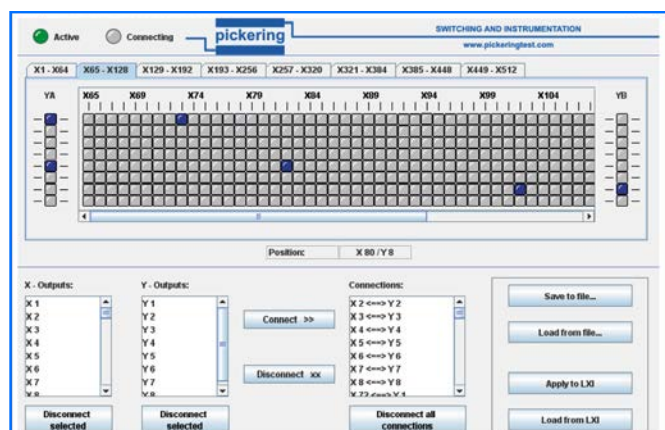 Active
Connecting
pickering
SWITCHING AND INSTRUMENTATION
www.pickeringtest.com
X1 - X64 X65 - X128 X129 - X192 X193 - X256 X257 - X320 X321 - X384 X385 - X448 X449 - X512
YA X65 X69 X74 X79 X84 X89 X94 X99 X104 YB
Position: X 80 / Y 8
X - Outputs: Y - Outputs: Connections:
X 1 Y 1 X 2 <==> Y 2
X 2 Y 2 X 3 <==> Y 3
X 3 Y 3 X 4 <==> Y 4
X 4 Y 4 X 5 <==> Y 5
X 5 Y 5 X 6 <==> Y 6
X 6 Y 6 X 7 <==> Y 7
X 7 Y 7 X 8 <==> Y 8
X 8 Y 8 X 72 <==> Y 1
Connect >>
Disconnect xx
Save to file...
Load from file...
Apply to LXI
Load from LXI
Disconnect selected
Disconnect selected
Disconnect all connections